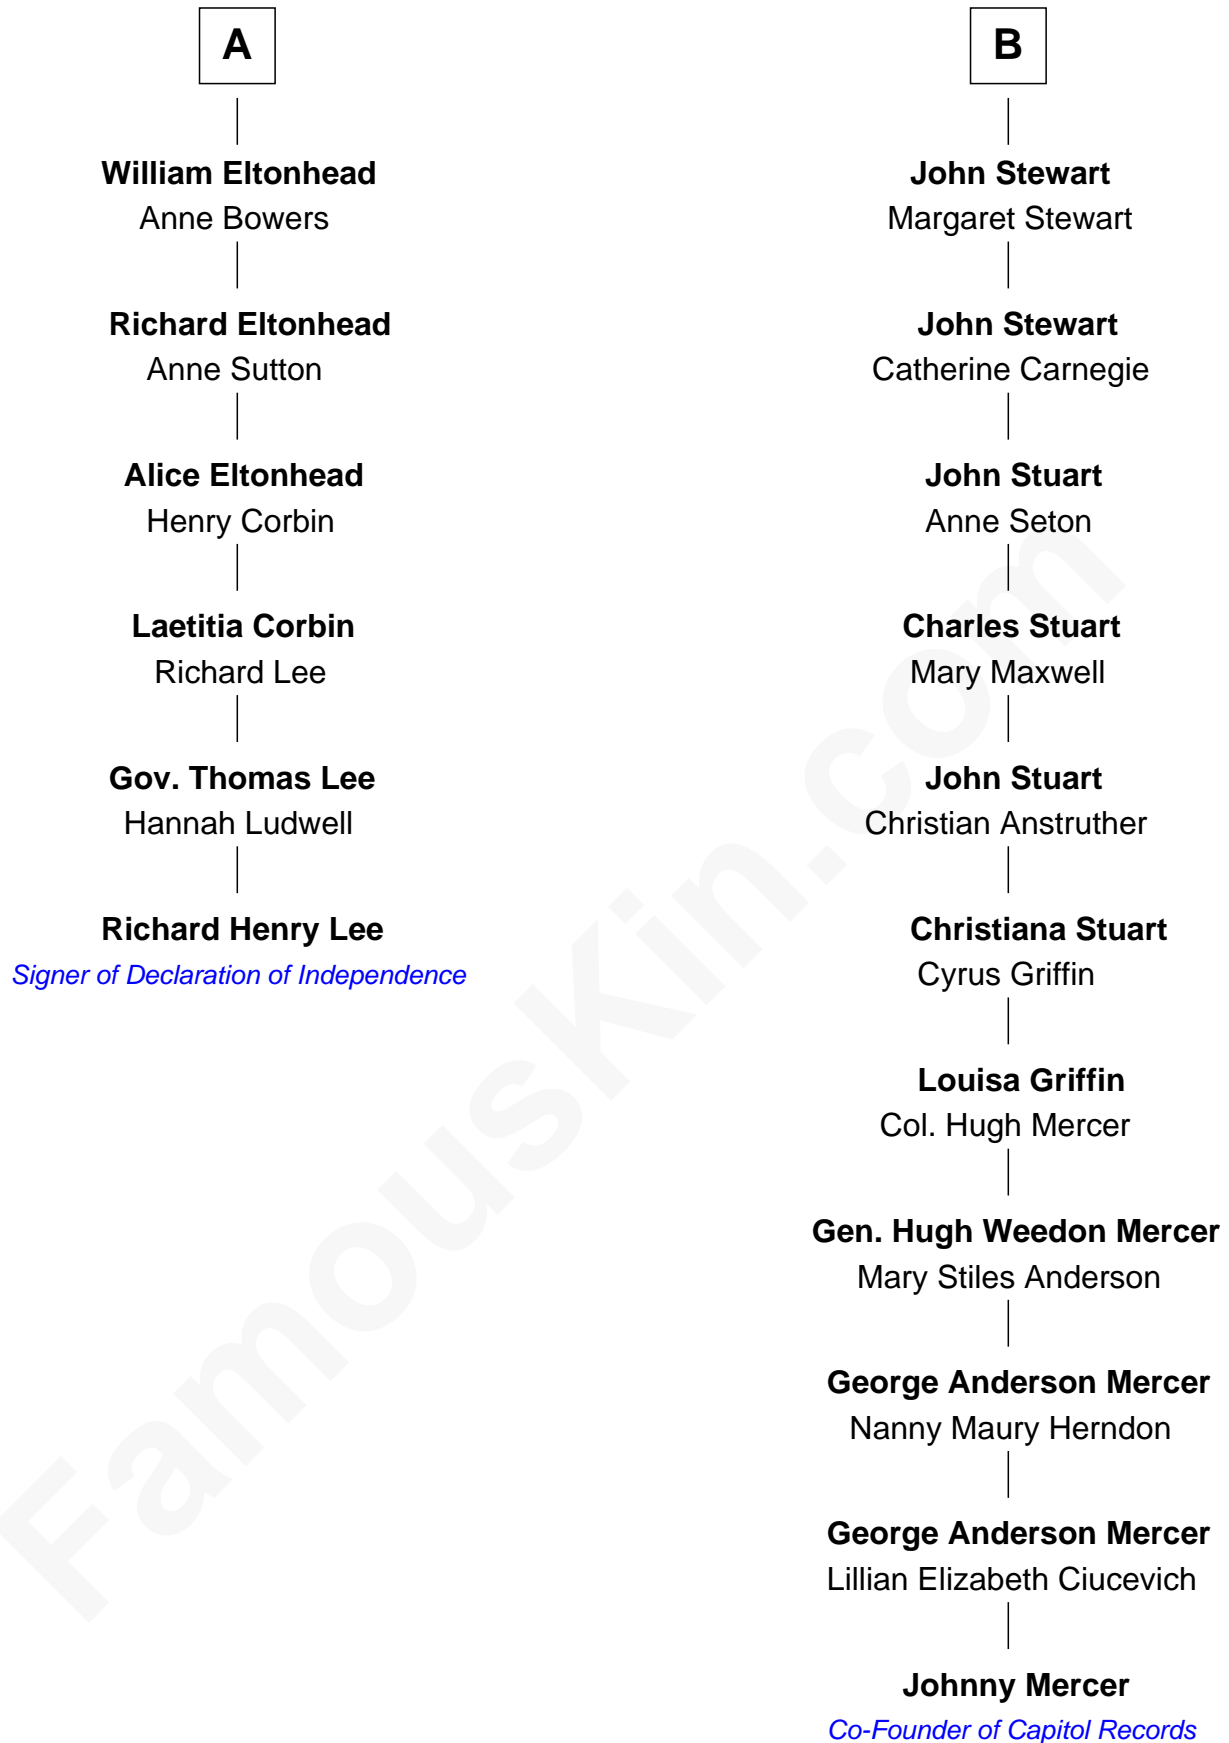 A
William Eltonhead
Anne Bowers
Richard Eltonhead
Anne Sutton
Alice Eltonhead
Henry Corbin
Laetitia Corbin
Richard Lee
Gov. Thomas Lee
Hannah Ludwell
Richard Henry Lee
Signer of Declaration of Independence
B
John Stewart
Margaret Stewart
John Stewart
Catherine Carnegie
John Stuart
Anne Seton
Charles Stuart
Mary Maxwell
John Stuart
Christian Anstruther
Christiana Stuart
Cyrus Griffin
Louisa Griffin
Col. Hugh Mercer
Gen. Hugh Weedon Mercer
Mary Stiles Anderson
George Anderson Mercer
Nanny Maury Herndon
George Anderson Mercer
Lillian Elizabeth Ciucevich
Johnny Mercer
Co-Founder of Capitol Records
FamousKin.com